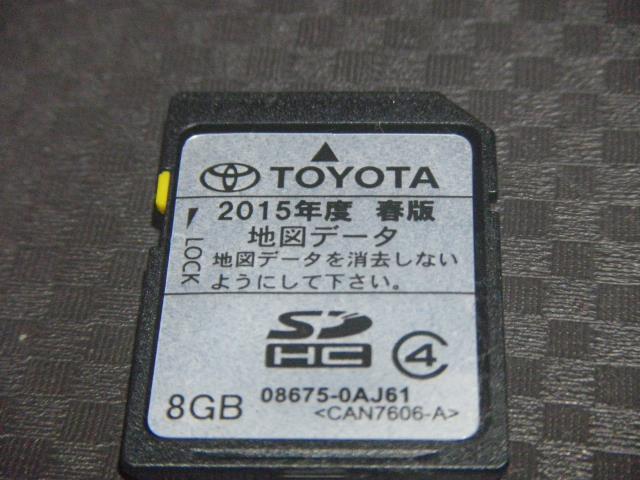 TOYOTA
2015年度 春版
地図データ
地図データを消去しない
ようにして下さい。
LOCK
SD
HC
4
8GB
08675-0AJ61
<CAN7606-A>